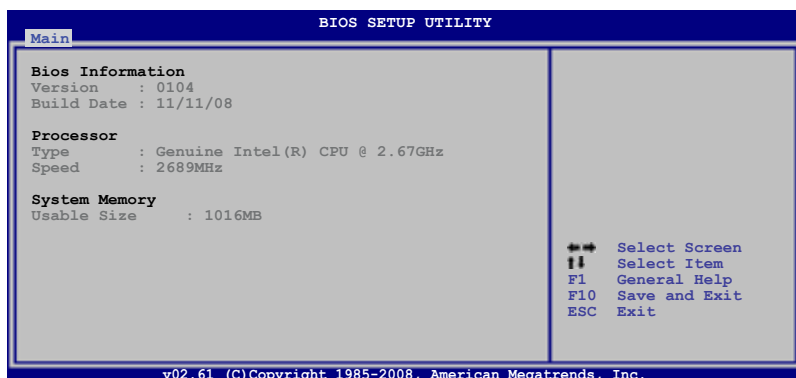 BIOS SETUP UTILITY
Main
Bios Information
Version : 0104
Build Date : 11/11/08
Processor
Type : Genuine Intel(R) CPU @ 2.67GHz
Speed : 2689MHz
System Memory
Usable Size : 1016MB
Select Screen
Select Item
F1 General Help
F10 Save and Exit
ESC Exit
v02.61 (C)Copyright 1985-2008, American Megatrends, Inc.